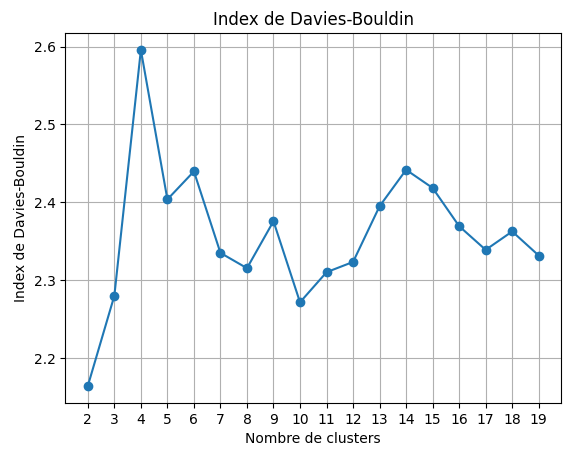 Index de Davies-Bouldin
Index de Davies-Bouldin
2.6
2.5
2.4
2.3
2.2
2 3 4 5 6 7 8 9 10 11 12 13 14 15 16 17 18 19
Nombre de clusters